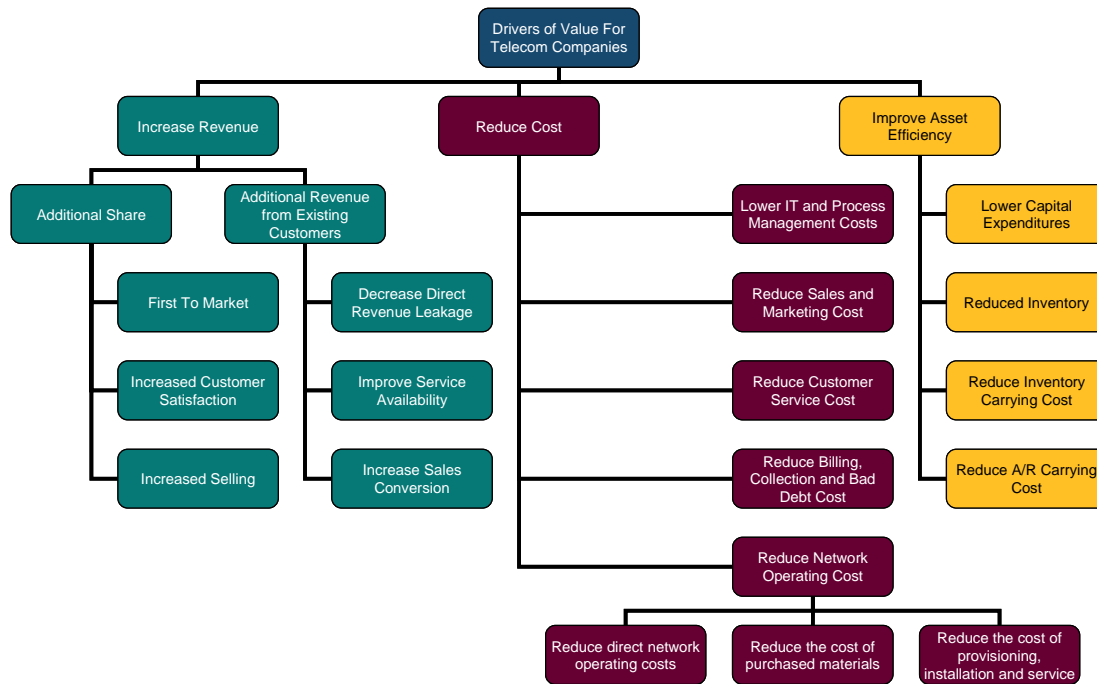 Drivers of Value For
Telecom Companies
Increase Revenue
Reduce Cost
Improve Asset
Efficiency
Additional Share
Additional Revenue
from Existing
Customers
Lower IT and Process
Management Costs
Lower Capital
Expenditures
First To Market
Decrease Direct
Revenue Leakage
Reduce Sales and
Marketing Cost
Reduced Inventory
Increased Customer
Satisfaction
Improve Service
Availability
Reduce Customer
Service Cost
Reduce Inventory
Carrying Cost
Increased Selling
Increase Sales
Conversion
Reduce Billing,
Collection and Bad
Debt Cost
Reduce A/R Carrying
Cost
Reduce Network
Operating Cost
Reduce direct network
operating costs
Reduce the cost of
purchased materials
Reduce the cost of
provisioning,
installation and service